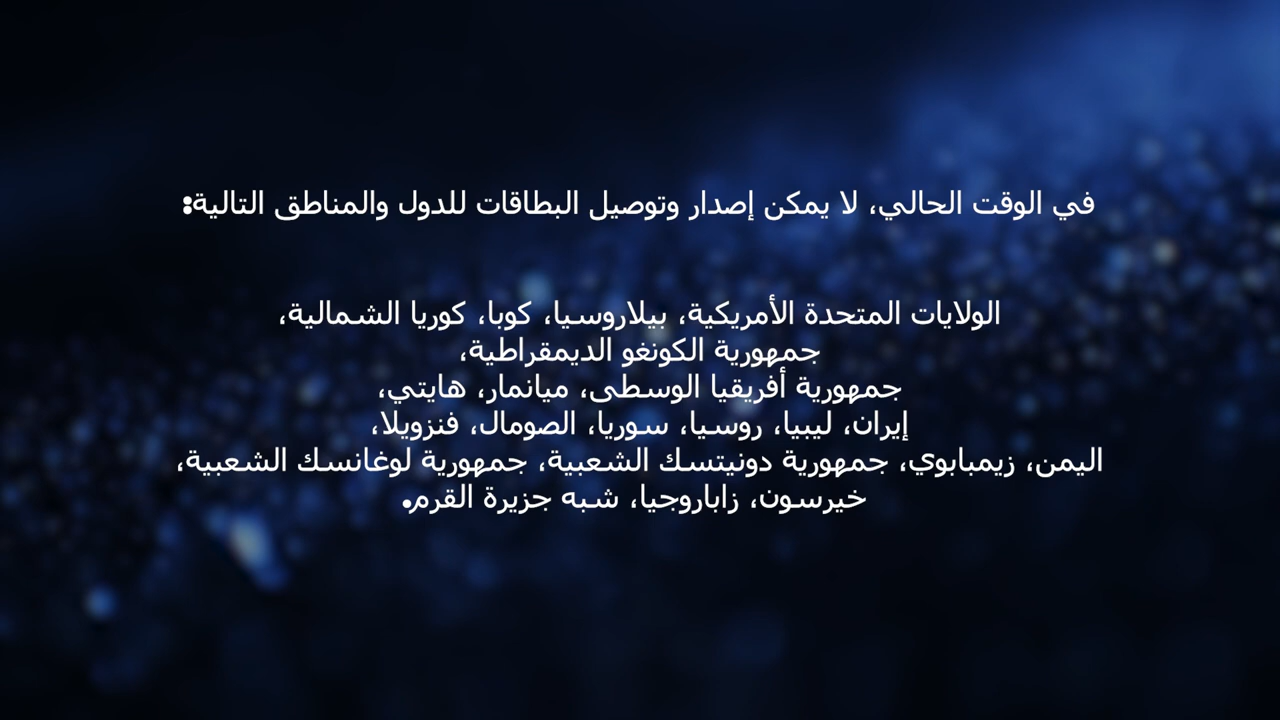 في الوقت الحالي، لا يمكن إصدار وتوصيل البطاقات للدول والمناطق التالية:
الولايات المتحدة الأمريكية، بيلاروسيا، كوبا، كوريا الشمالية،
جمهورية الكونغو الديمقراطية،
جمهورية أفريقيا الوسطى، ميانمار، هايتي،
إيران، ليبيا، روسيا، سوريا، الصومال، فنزويلا،
اليمن، زيمبابوي، جمهورية دونيتسك الشعبية، جمهورية لوغانسك الشعبية،
خيرسون، زاباروجيا، شبه جزيرة القرم.